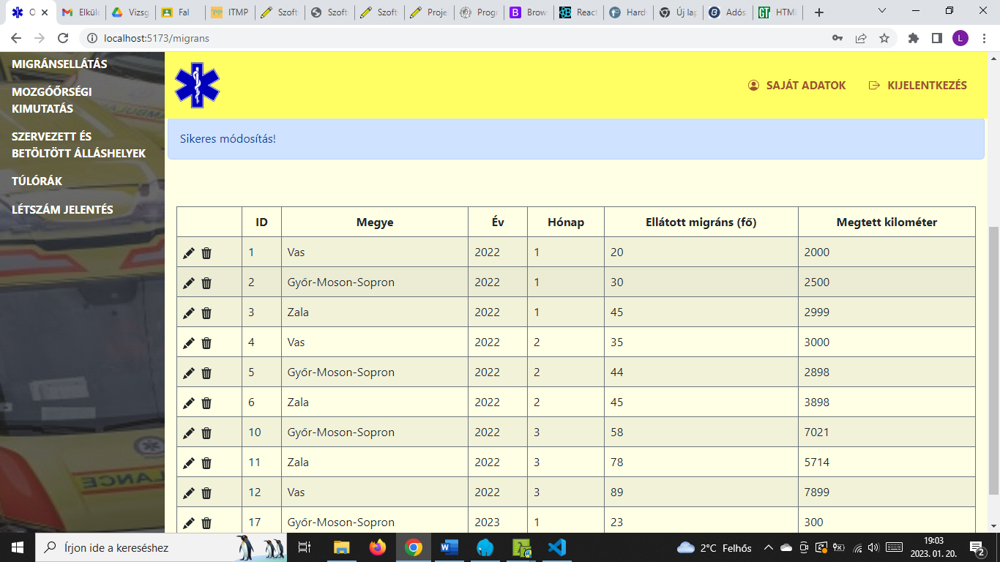 Vizsg
Elkül
Fal
ITMP
Szoft
Szoft
Szoft
Proje
Progr
Brow
React
Hardv
Új lap
Adós
HTML
localhost:5173/migrans
L
MIGRÁNSELLÁTÁS
MOZGÓŐRSÉGI
KIMUTATÁS
SZERVEZETT ÉS
BETÖLTÖTT ÁLLÁSHELYEK
TÚLÓRÁK
LÉTSZÁM JELENTÉS
SAJÁT ADATOK
KIJELENTKEZÉS
Sikeres módosítás!
ID Megye Év Hónap Ellátott migráns (fő) Megtett kilométer
1 Vas 2022 1 20 2000
2 Győr-Moson-Sopron 2022 1 30 2500
3 Zala 2022 1 45 2999
4 Vas 2022 2 35 3000
5 Győr-Moson-Sopron 2022 2 44 2898
6 Zala 2022 2 45 3898
10 Győr-Moson-Sopron 2022 3 58 7021
11 Zala 2022 3 78 5714
12 Vas 2022 3 89 7899
17 Győr-Moson-Sopron 2023 1 23 300
Írjon ide a kereséshez
2°C Felhős
19:03
2023. 01. 20.
2